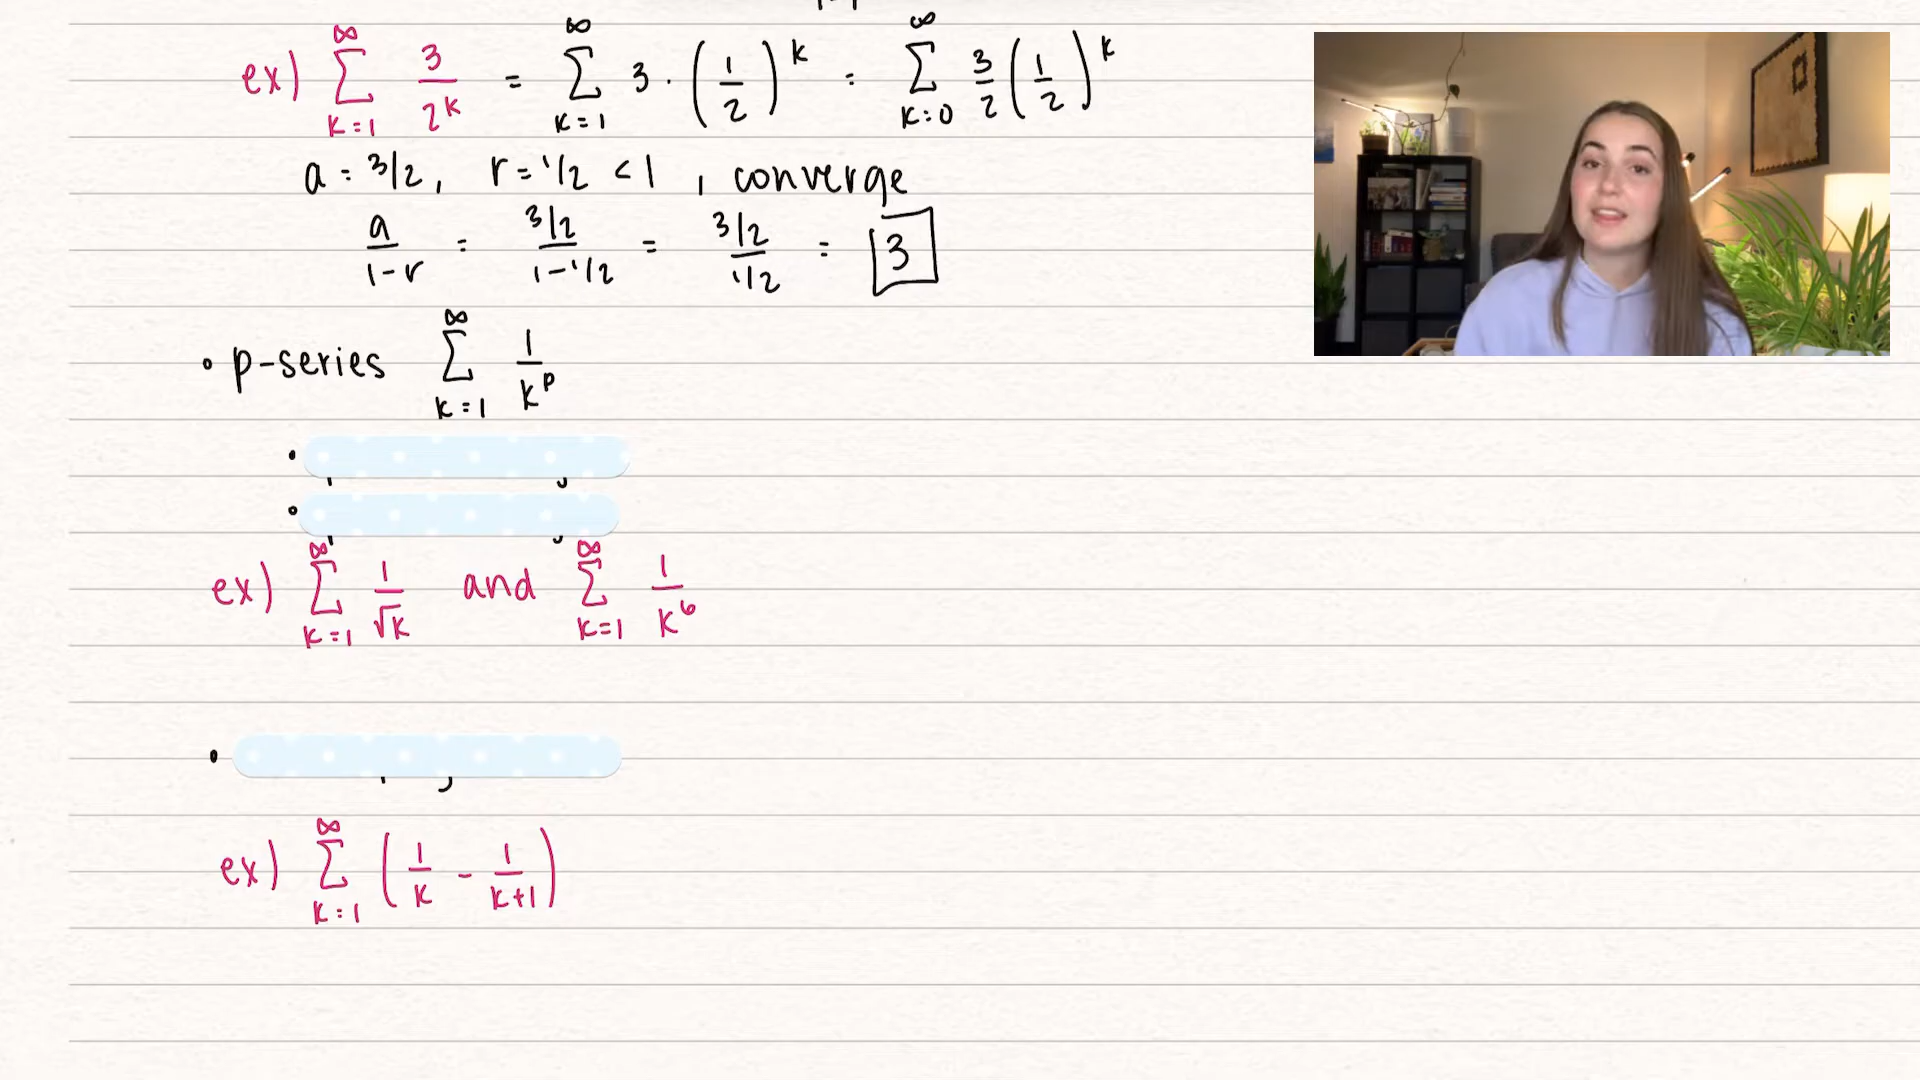 ex) ∞ Σ k=1 3/2^k = ∞ Σ k=1 3 · (1/2)^k = ∞ Σ k=0 3/2 (1/2)^k
a = 3/2, r = 1/2 < 1, converge
a/(1-r) = (3/2)/(1-1/2) = (3/2)/(1/2) = 3
• p-series ∞ Σ k=1 1/k^p
ex) ∞ Σ k=1 1/√k and ∞ Σ k=1 1/k^6
ex) ∞ Σ k=1 (1/k - 1/(k+1))